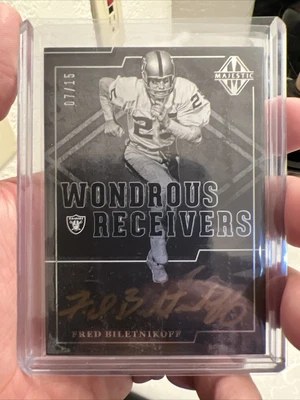 07/15
MAJESTIC
WONDROUS
RECEIVERS
FRED BILETNIKOFF